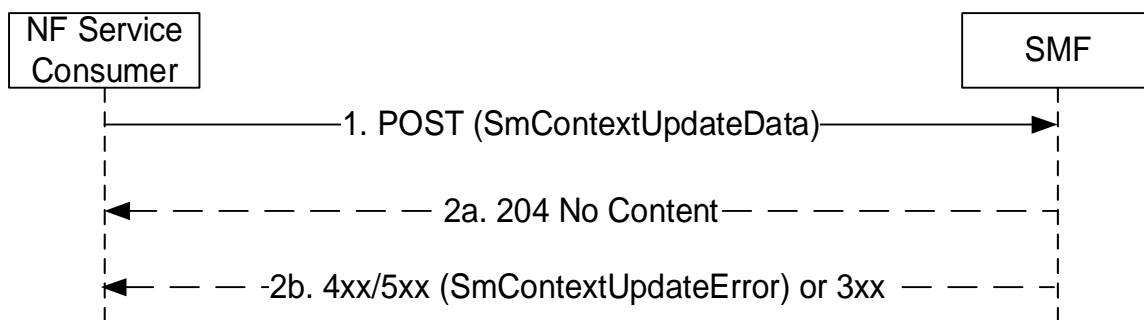 NF Service
Consumer
SMF
1. POST (SmContextUpdateData)
2a. 204 No Content
2b. 4xx/5xx (SmContextUpdateError) or 3xx